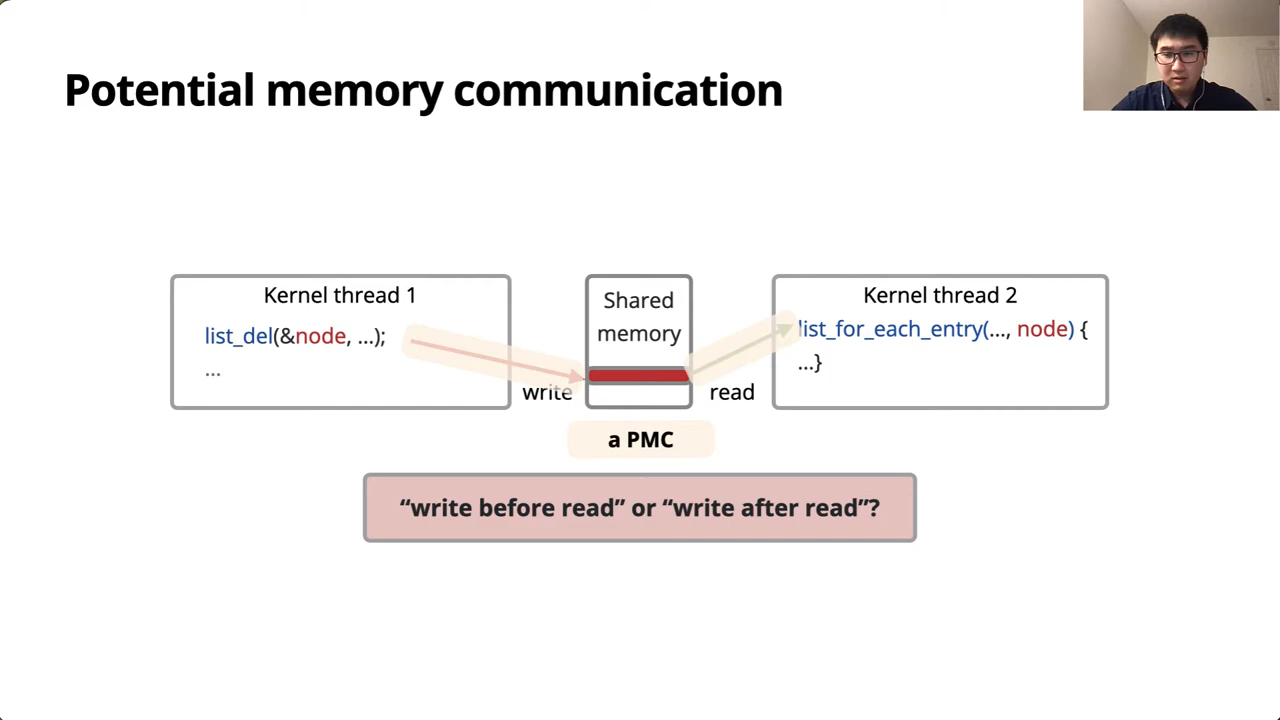 Potential memory communication
Kernel thread 1
list_del(&node, ...);
...
write
Shared
memory
read
Kernel thread 2
list_for_each_entry(..., node) {
...}
a PMC
“write before read” or “write after read”?